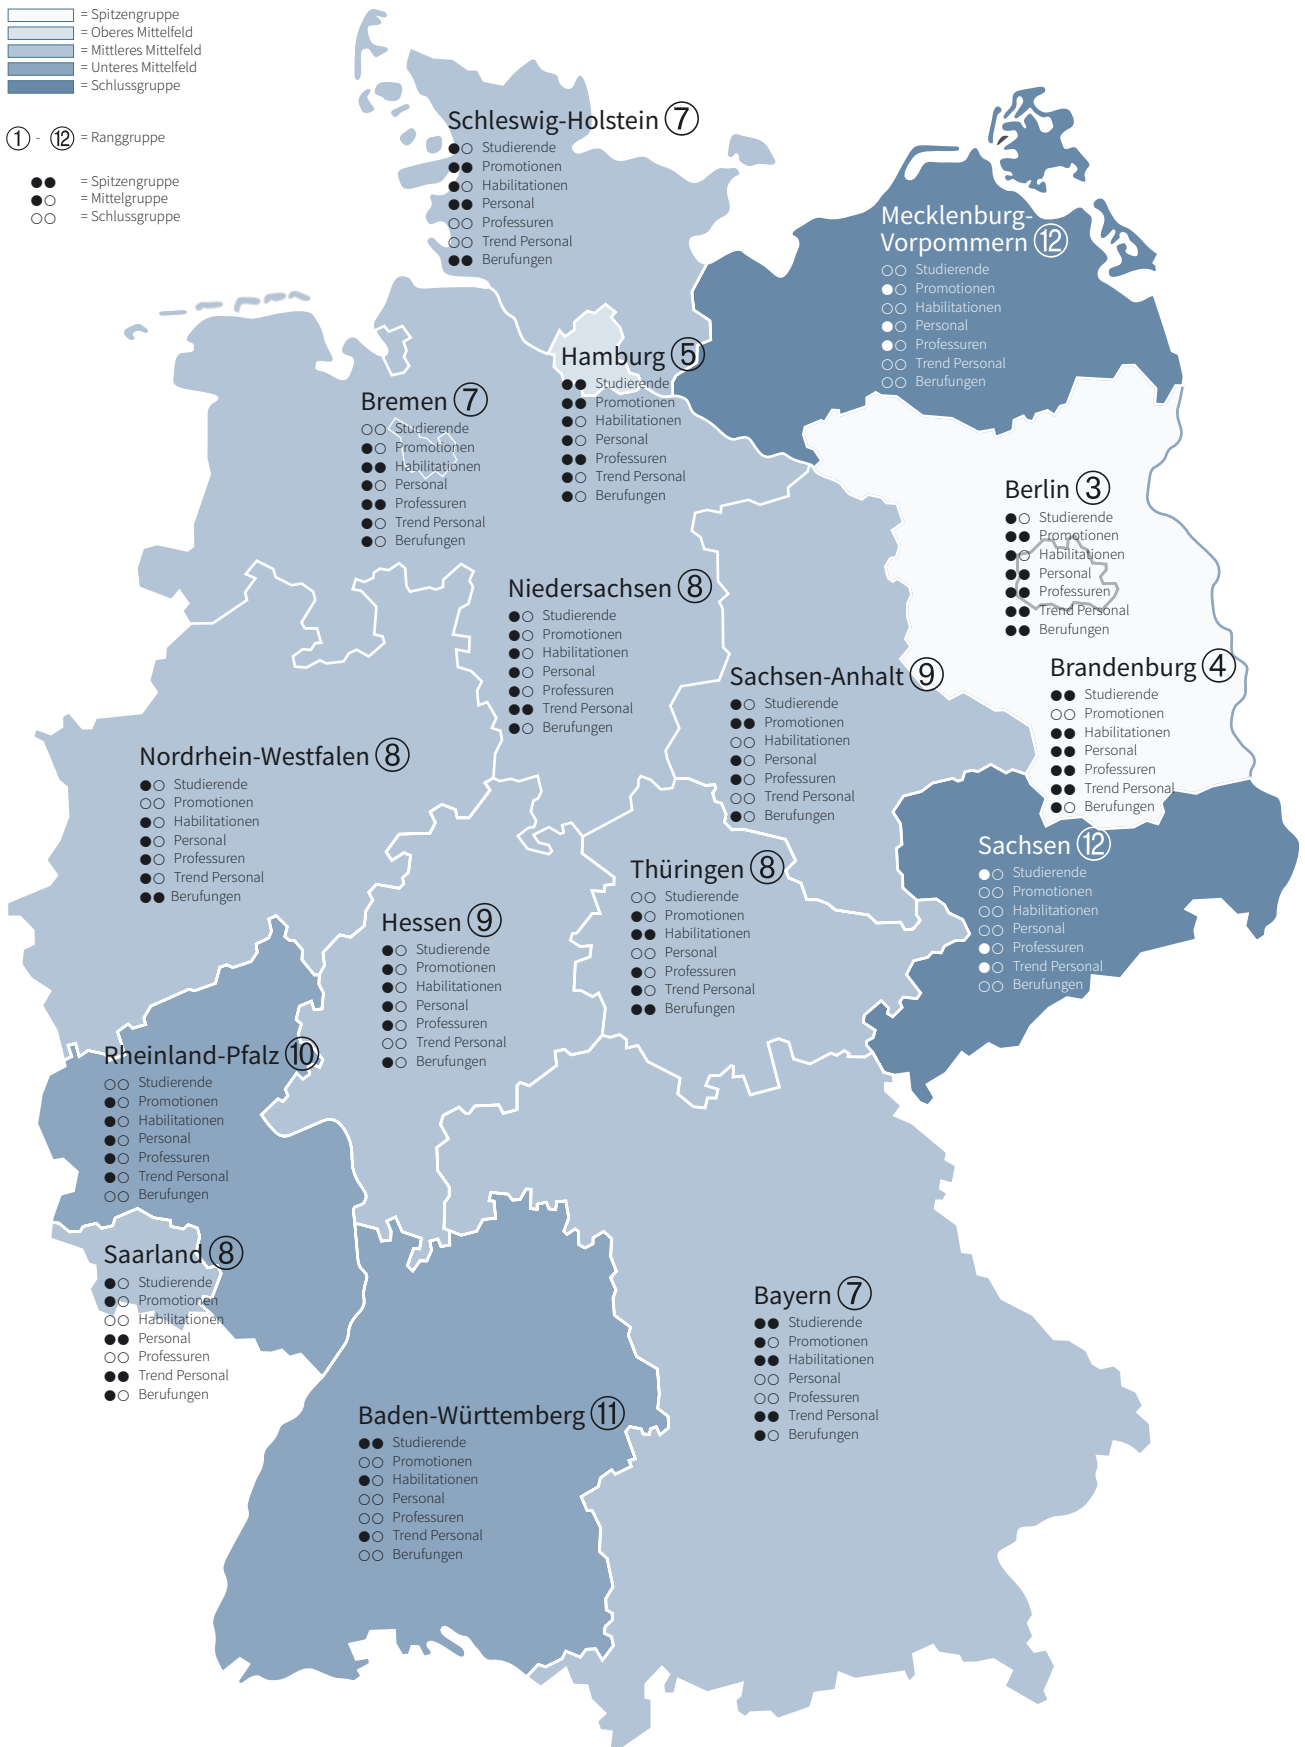 = Spitzengruppe
= Oberes Mittelfeld
= Mittleres Mittelfeld
= Unteres Mittelfeld
= Schlussgruppe
① - ⑫ = Ranggruppe
●● = Spitzengruppe
●○ = Mittelgruppe
○○ = Schlussgruppe
Schleswig-Holstein ⑦
●○ Studierende
●● Promotionen
●○ Habilitationen
●● Personal
○○ Professuren
○○ Trend Personal
●● Berufungen
Mecklenburg-
Vorpommern ⑫
○○ Studierende
●○ Promotionen
○○ Habilitationen
●○ Personal
●○ Professuren
○○ Trend Personal
○○ Berufungen
Hamburg ⑤
●● Studierende
●● Promotionen
●○ Habilitationen
●○ Personal
●● Professuren
●○ Trend Personal
●○ Berufungen
Bremen ⑦
○○ Studierende
●○ Promotionen
●● Habilitationen
●○ Personal
●● Professuren
●○ Trend Personal
●○ Berufungen
Berlin ③
●○ Studierende
●● Promotionen
●○ Habilitationen
●● Personal
●● Professuren
●● Trend Personal
●● Berufungen
Niedersachsen ⑧
●○ Studierende
●○ Promotionen
●○ Habilitationen
●○ Personal
●○ Professuren
●● Trend Personal
●○ Berufungen
Brandenburg ④
●● Studierende
○○ Promotionen
●● Habilitationen
●● Personal
●● Professuren
●● Trend Personal
●○ Berufungen
Sachsen-Anhalt ⑨
●○ Studierende
●● Promotionen
○○ Habilitationen
●○ Personal
●○ Professuren
○○ Trend Personal
●○ Berufungen
Nordrhein-Westfalen ⑧
●○ Studierende
○○ Promotionen
●○ Habilitationen
●○ Personal
●○ Professuren
●○ Trend Personal
●● Berufungen
Sachsen ⑫
●○ Studierende
○○ Promotionen
○○ Habilitationen
○○ Personal
●○ Professuren
●○ Trend Personal
○○ Berufungen
Thüringen ⑧
○○ Studierende
●○ Promotionen
●● Habilitationen
○○ Personal
●○ Professuren
●○ Trend Personal
●● Berufungen
Hessen ⑨
●○ Studierende
●○ Promotionen
●○ Habilitationen
●○ Personal
●○ Professuren
○○ Trend Personal
●○ Berufungen
Rheinland-Pfalz ⑩
○○ Studierende
●○ Promotionen
●○ Habilitationen
●○ Personal
●○ Professuren
●○ Trend Personal
○○ Berufungen
Saarland ⑧
●○ Studierende
●○ Promotionen
○○ Habilitationen
●● Personal
○○ Professuren
●● Trend Personal
●○ Berufungen
Bayern ⑦
●● Studierende
●○ Promotionen
●● Habilitationen
○○ Personal
○○ Professuren
●● Trend Personal
●○ Berufungen
Baden-Württemberg ⑪
●● Studierende
○○ Promotionen
●○ Habilitationen
○○ Personal
○○ Professuren
●○ Trend Personal
○○ Berufungen